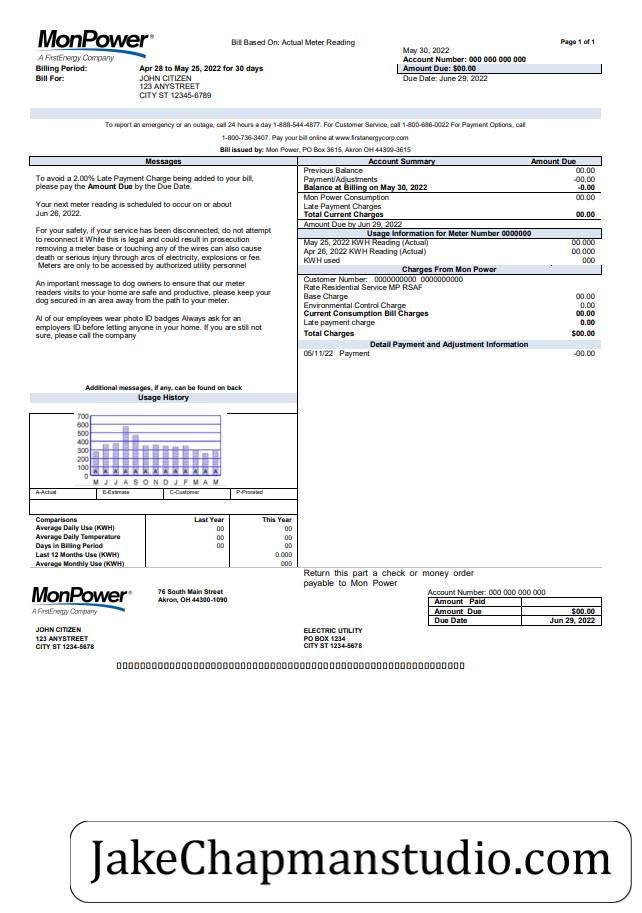 MonPower®
A FirstEnergy Company
Bill Based On: Actual Meter Reading
Page 1 of 1
May 30, 2022
Account Number: 000 000 000 000
Amount Due: $00.00
Due Date: June 29, 2022
Billing Period: Apr 28 to May 25, 2022 for 30 days
Bill For: JOHN CITIZEN
123 ANYSTREET
CITY ST 12345-6789
To report an emergency or an outage, call 24 hours a day 1-888-544-4877. For Customer Service, call 1-800-686-0022 For Payment Options, call
1-800-736-3407. Pay your bill online at www.firstanergycorp.com
Bill issued by: Mon Power, PO Box 3615, Akron OH 44309-3615
Messages
To avoid a 2.00% Late Payment Charge being added to your bill,
please pay the Amount Due by the Due Date.
Your next meter reading is scheduled to occur on or about
Jun 26, 2022.
For your safety, if your service has been disconnected, do not attempt
to reconnect it While this is legal and could result in prosecution
removing a meter base or touching any of the wires can also cause
death or serious injury through arcs of electricity, explosions or fee.
Meters are only to be accessed by authorized utility personnel
An important message to dog owners to ensure that our meter
readers visits to your home are safe and productive, please keep your
dog secured in an area away from the path to your meter.
Al of our employees wear photo ID badges Always ask for an
employers ID before letting anyone in your home. If you are still not
sure, please call the company
Additional messages, if any, can be found on back
Account Summary Amount Due
Previous Balance 00.00
Payment/Adjustments -00,00
Balance at Billing on May 30, 2022 -0.00
Mon Power Consumption 00.00
Late Payment Charges
Total Current Charges 00.00
Amount Due by Jun 29, 2022
Usage Information for Meter Number 0000000
May 25, 2022 KWH Reading (Actual) 00.000
Apr 26, 2022 KWH Reading (Actual) 00.000
KWH used 000
Charges From Mon Power
Customer Number: 0000000000 0000000000
Rate Residential Service MP RSAF
Base Charge 00.00
Environmental Control Charge 0.00
Current Consumption Bill Charges 00.00
Late payment charge 0.00
Total Charges $00.00
Detail Payment and Adjustment Information
05/11/22 Payment -00.00
Usage History
700
600
500
400
300
200
100
0
A A A A A A A A A A A A A
M J J A S O N D J F M A M
A-Actual E-Estimate C-Customer P-Prorated
Comparisons Last Year This Year
Average Daily Use (KWH) 00 00
Average Daily Temperature 00 00
Days in Billing Period 00 00
Last 12 Months Use (KWH) 0.000
Average Monthly Use (KWH) 000
Return this part a check or money order
payable to Mon Power
MonPower®
A FirstEnergy Company
76 South Main Street
Akron, OH 44300-1090
Account Number: 000 000 000 000
Amount Paid
Amount Due $00.00
Due Date Jun 29, 2022
JOHN CITIZEN
123 ANYSTREET
CITY ST 1234-5678
ELECTRIC UTILITY
PO BOX 1234
CITY ST 1234-5678
JakeChapmanstudio.com